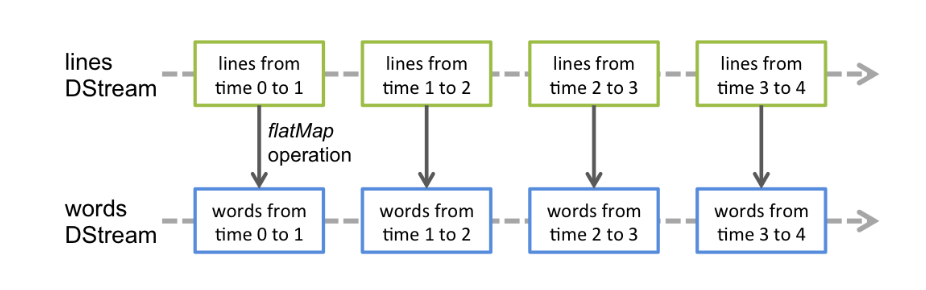 lines
DStream
lines from
time 0 to 1
lines from
time 1 to 2
lines from
time 2 to 3
lines from
time 3 to 4
flatMap
operation
words
DStream
words from
time 0 to 1
words from
time 1 to 2
words from
time 2 to 3
words from
time 3 to 4